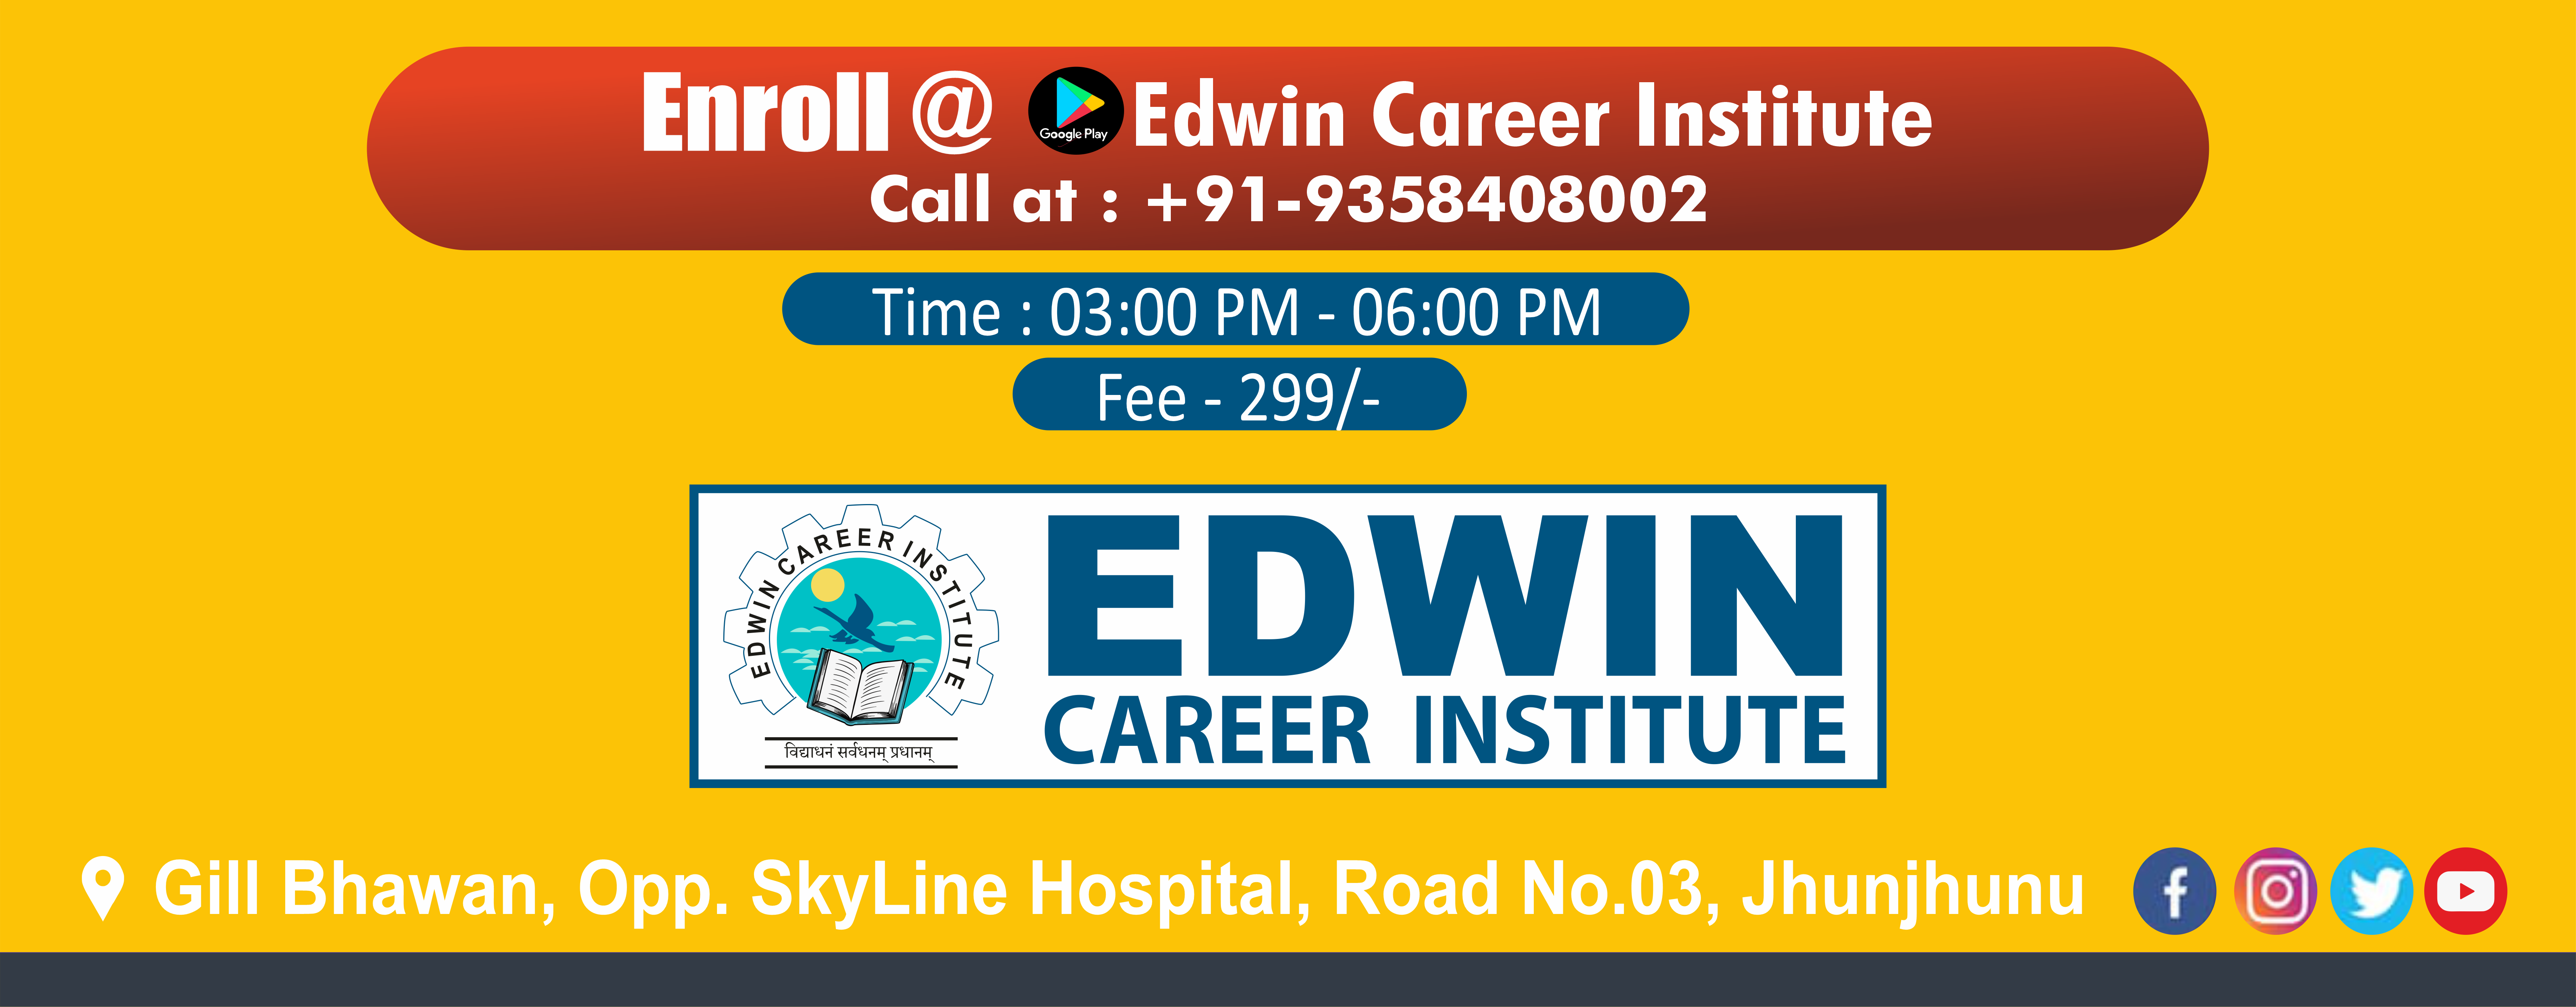 Enroll @ Google Play Edwin Career Institute
Call at : +91-9358408002
Time : 03:00 PM - 06:00 PM
Fee - 299/-
EDWIN CAREER INSTITUTE
विद्याधनं सर्वधनम् प्रधानम्
EDWIN
CAREER INSTITUTE
Gill Bhawan, Opp. SkyLine Hospital, Road No.03, Jhunjhunu